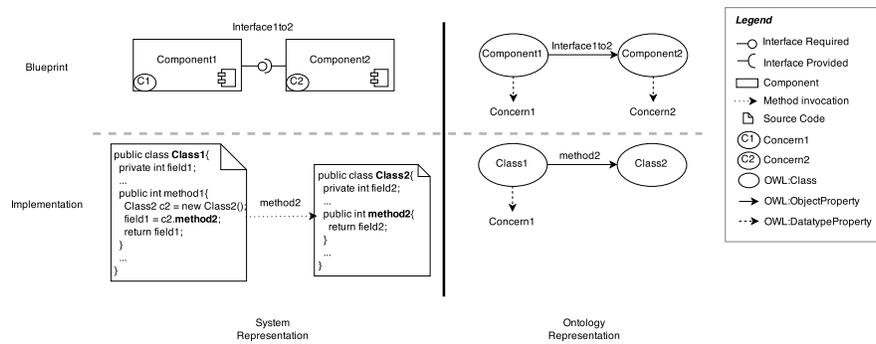 Interface1to2
Blueprint
Component1
Component2
C1
C2
Component1
Interface1to2
Component2
Concern1
Concern2
Implementation
public class Class1{
private int field1;
...
public int method1{
Class2 c2 = new Class2();
field1 = c2.method2;
return field1;
}
...
}
method2
public class Class2{
private int field2;
...
public int method2{
return field2;
}
...
}
Class1
method2
Class2
Concern1
System
Representation
Ontology
Representation
Legend
Interface Required
Interface Provided
Component
Method invocation
Source Code
C1 Concern1
C2 Concern2
OWL:Class
OWL:ObjectProperty
OWL:DatatypeProperty